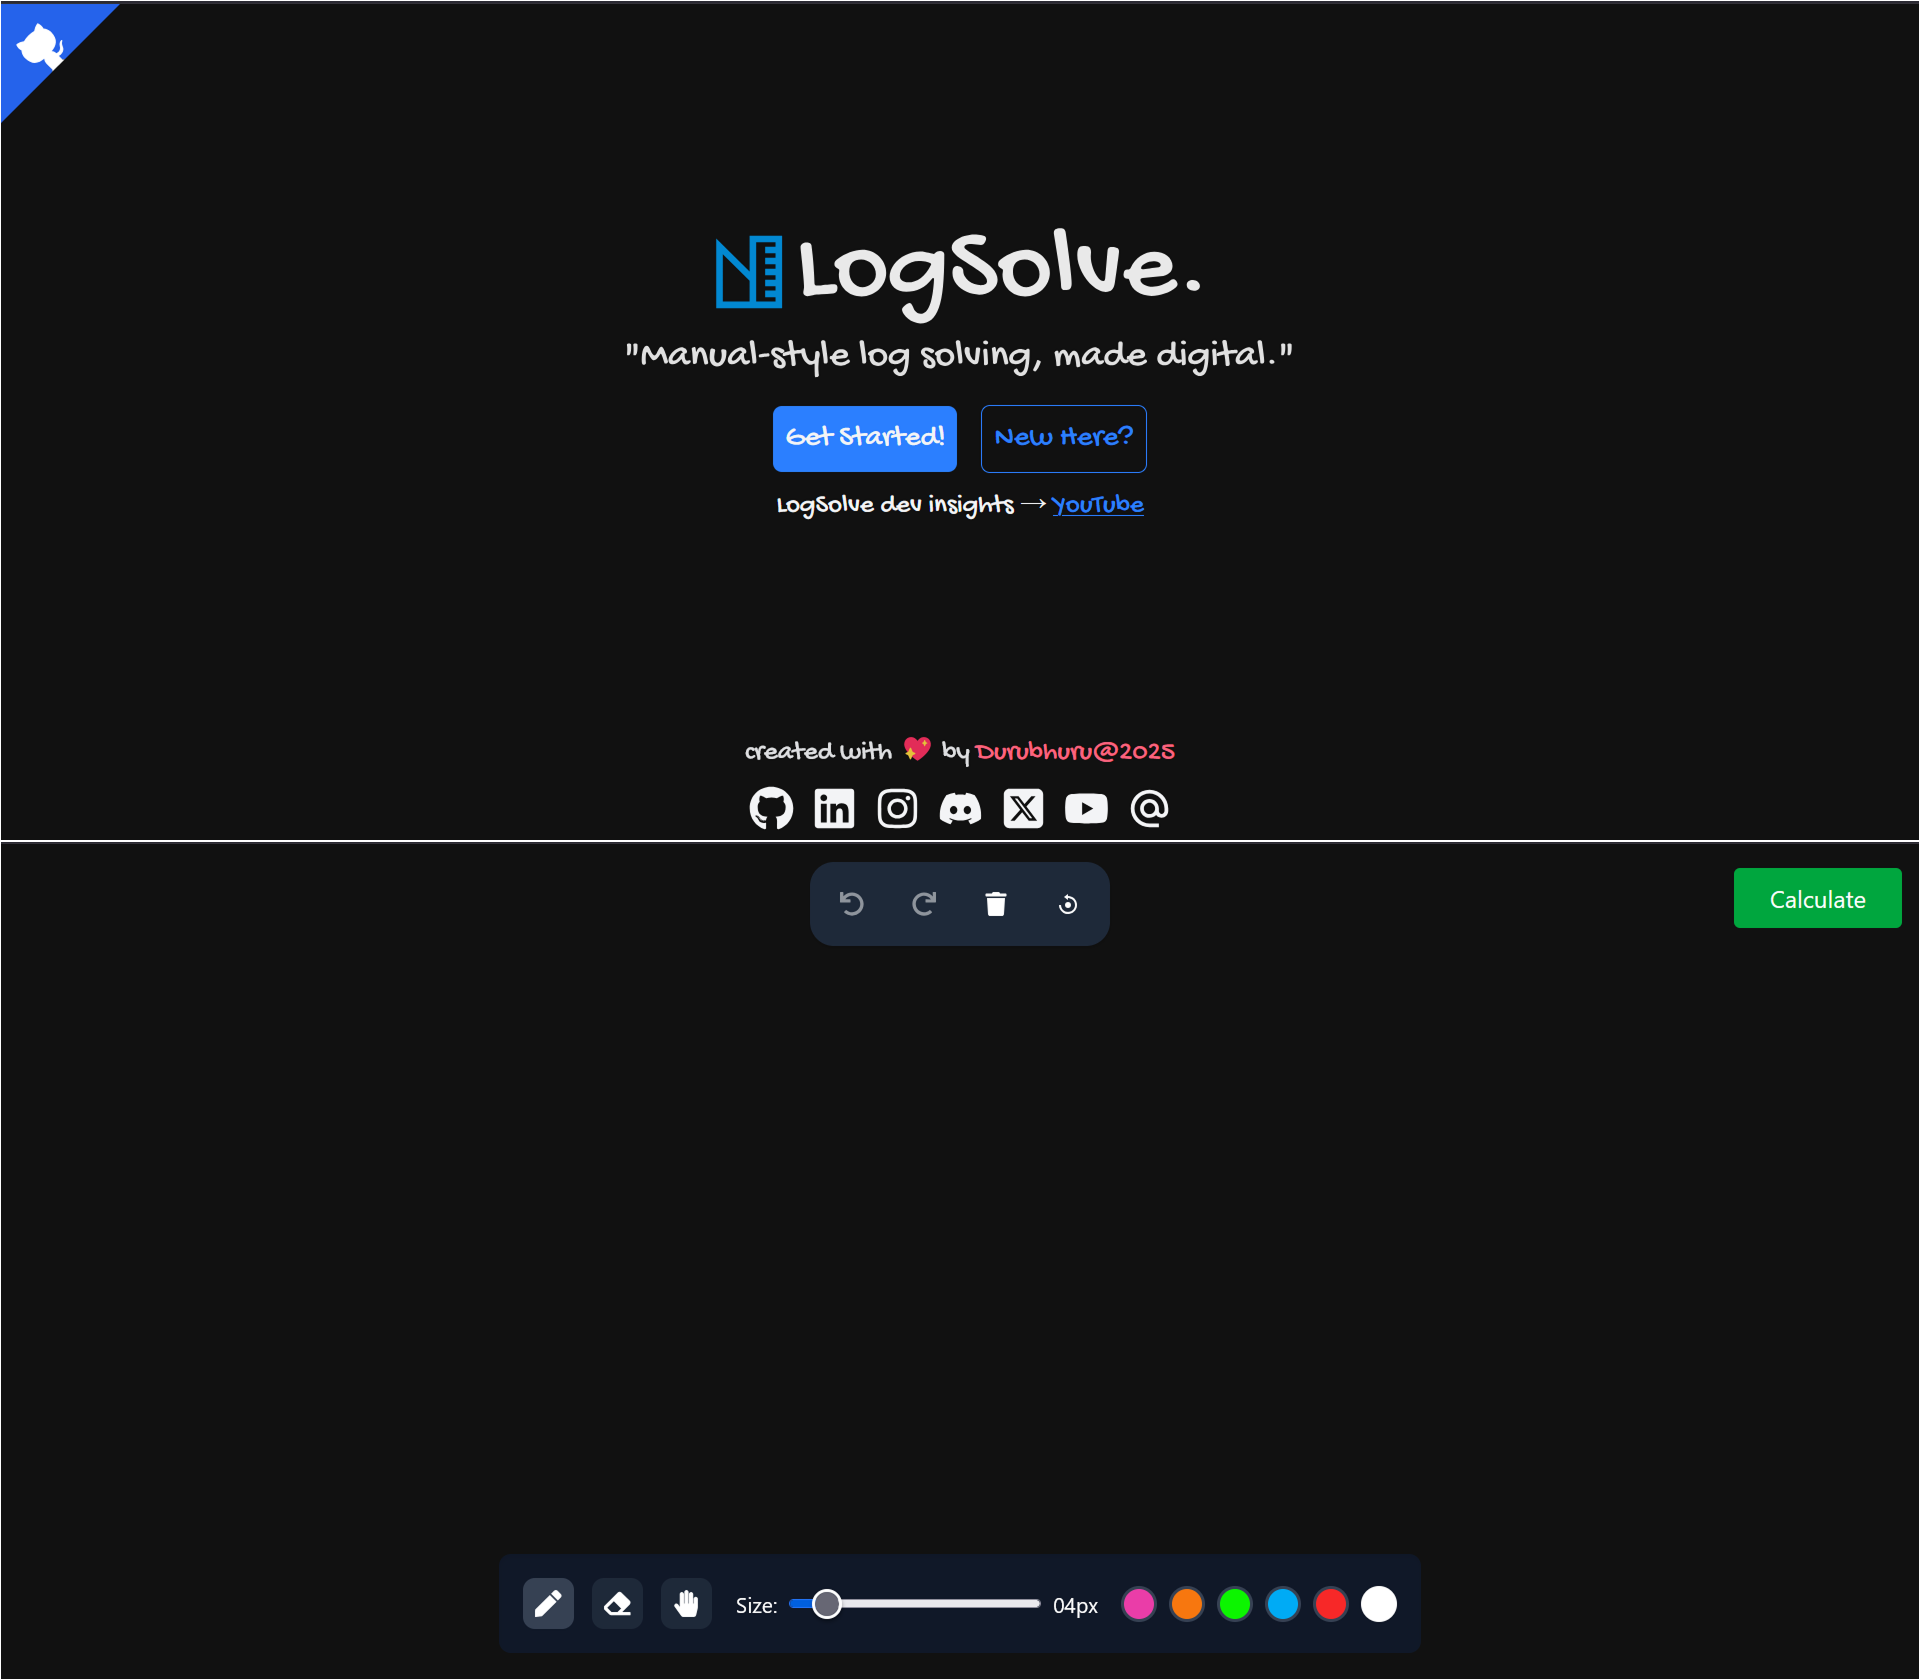 LogSolve.
"Manual-style log solving, made digital."
Get Started! New Here?
LogSolve dev insights → YouTube
created with 💖 by Durubhuru@2025
Calculate
Size: 04px